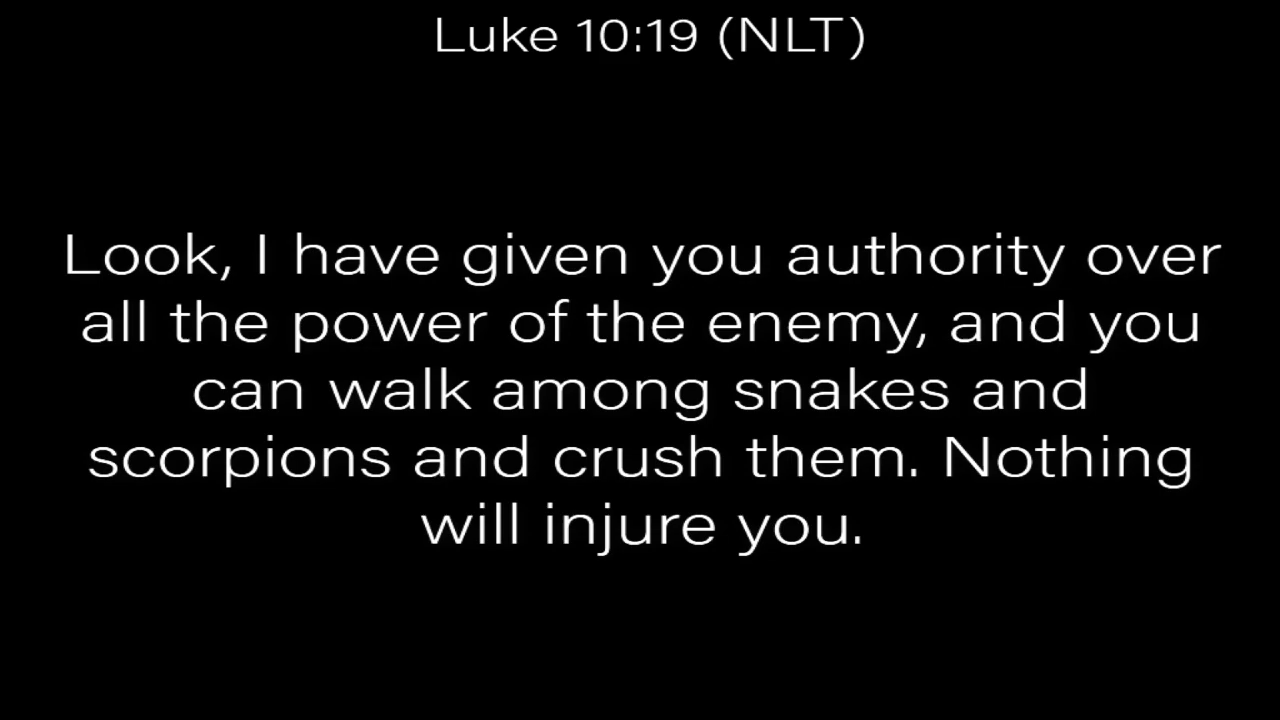 Luke 10:19 (NLT)
Look, I have given you authority over
all the power of the enemy, and you
can walk among snakes and
scorpions and crush them. Nothing
will injure you.